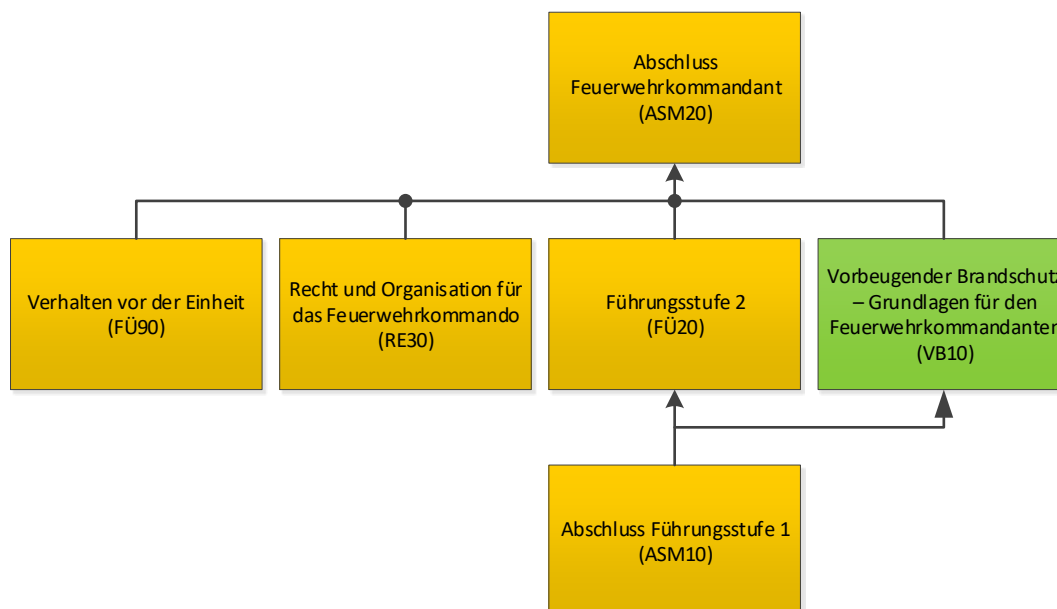 Abschluss
Feuerwehrkommandant
(ASM20)
Verhalten vor der Einheit
(FÜ90)
Recht und Organisation für
das Feuerwehrkommando
(RE30)
Führungsstufe 2
(FÜ20)
Vorbeugender Brandschutz
– Grundlagen für den
Feuerwehrkommandanten
(VB10)
Abschluss Führungsstufe 1
(ASM10)